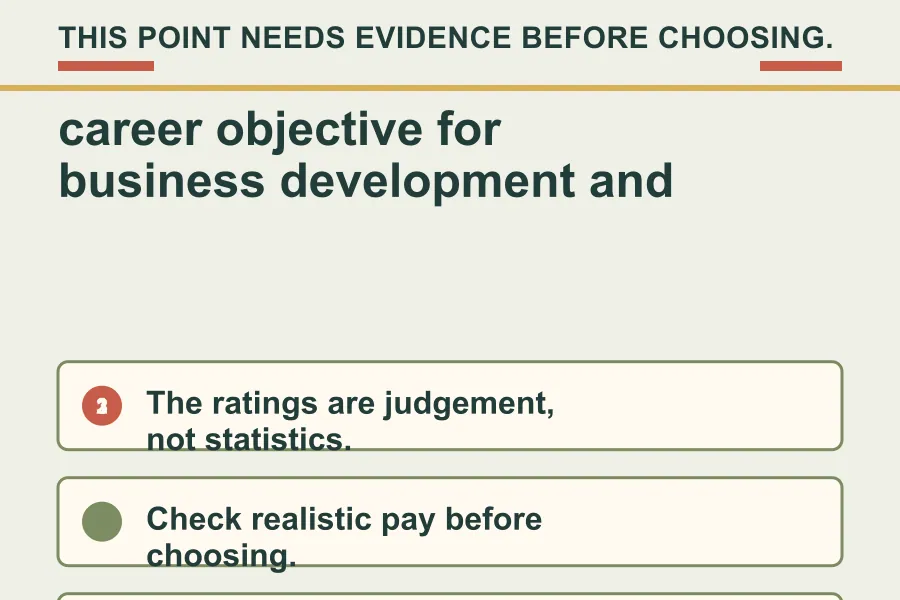 THIS POINT NEEDS EVIDENCE BEFORE CHOOSING.
career objective for
business development and
The ratings are judgement,
not statistics.
Check realistic pay before
choosing.